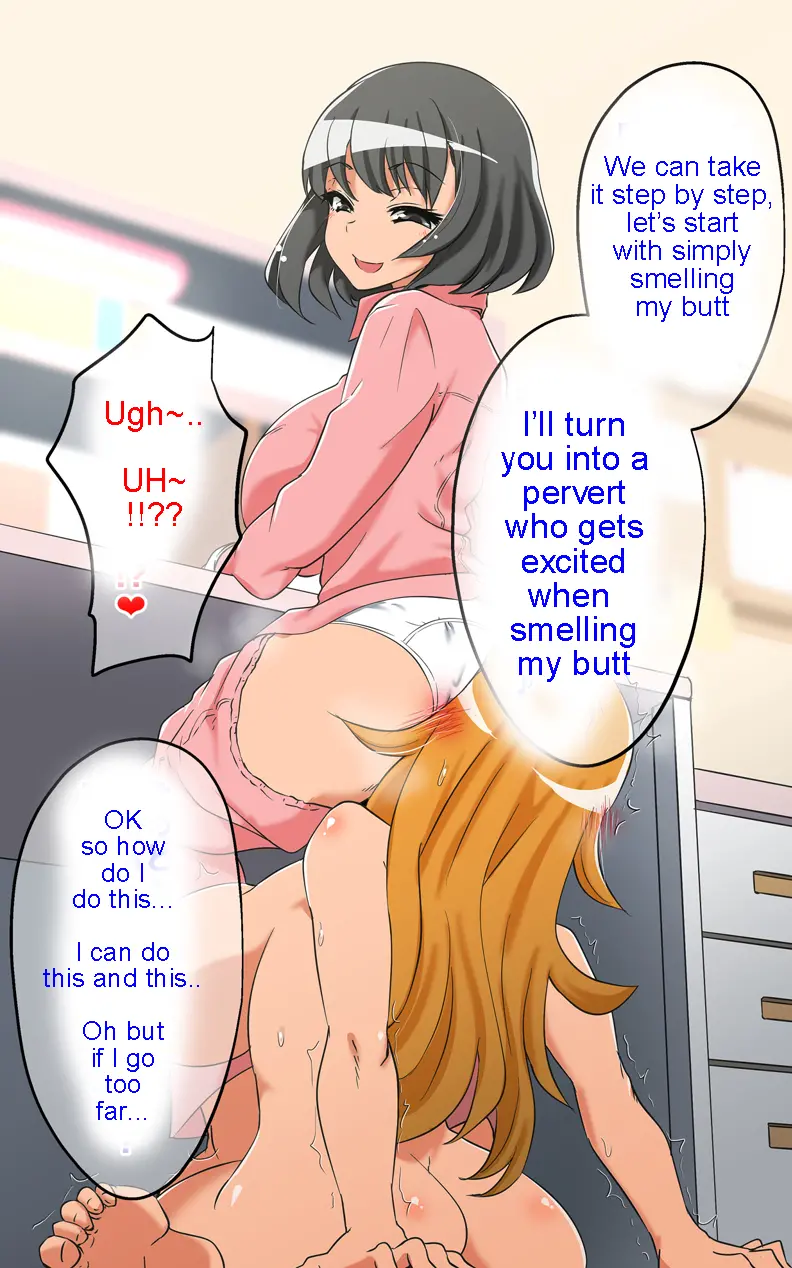 We can take
it step by step,
let's start
with simply
smelling
my butt
I'll turn
you into a
pervert
who gets
excited
when
smelling
my butt
Ugh~..
UH~
!!??
!?
❤
OK
so how
do I
do this...
I can do
this and this..
Oh but
if I go
too
far...